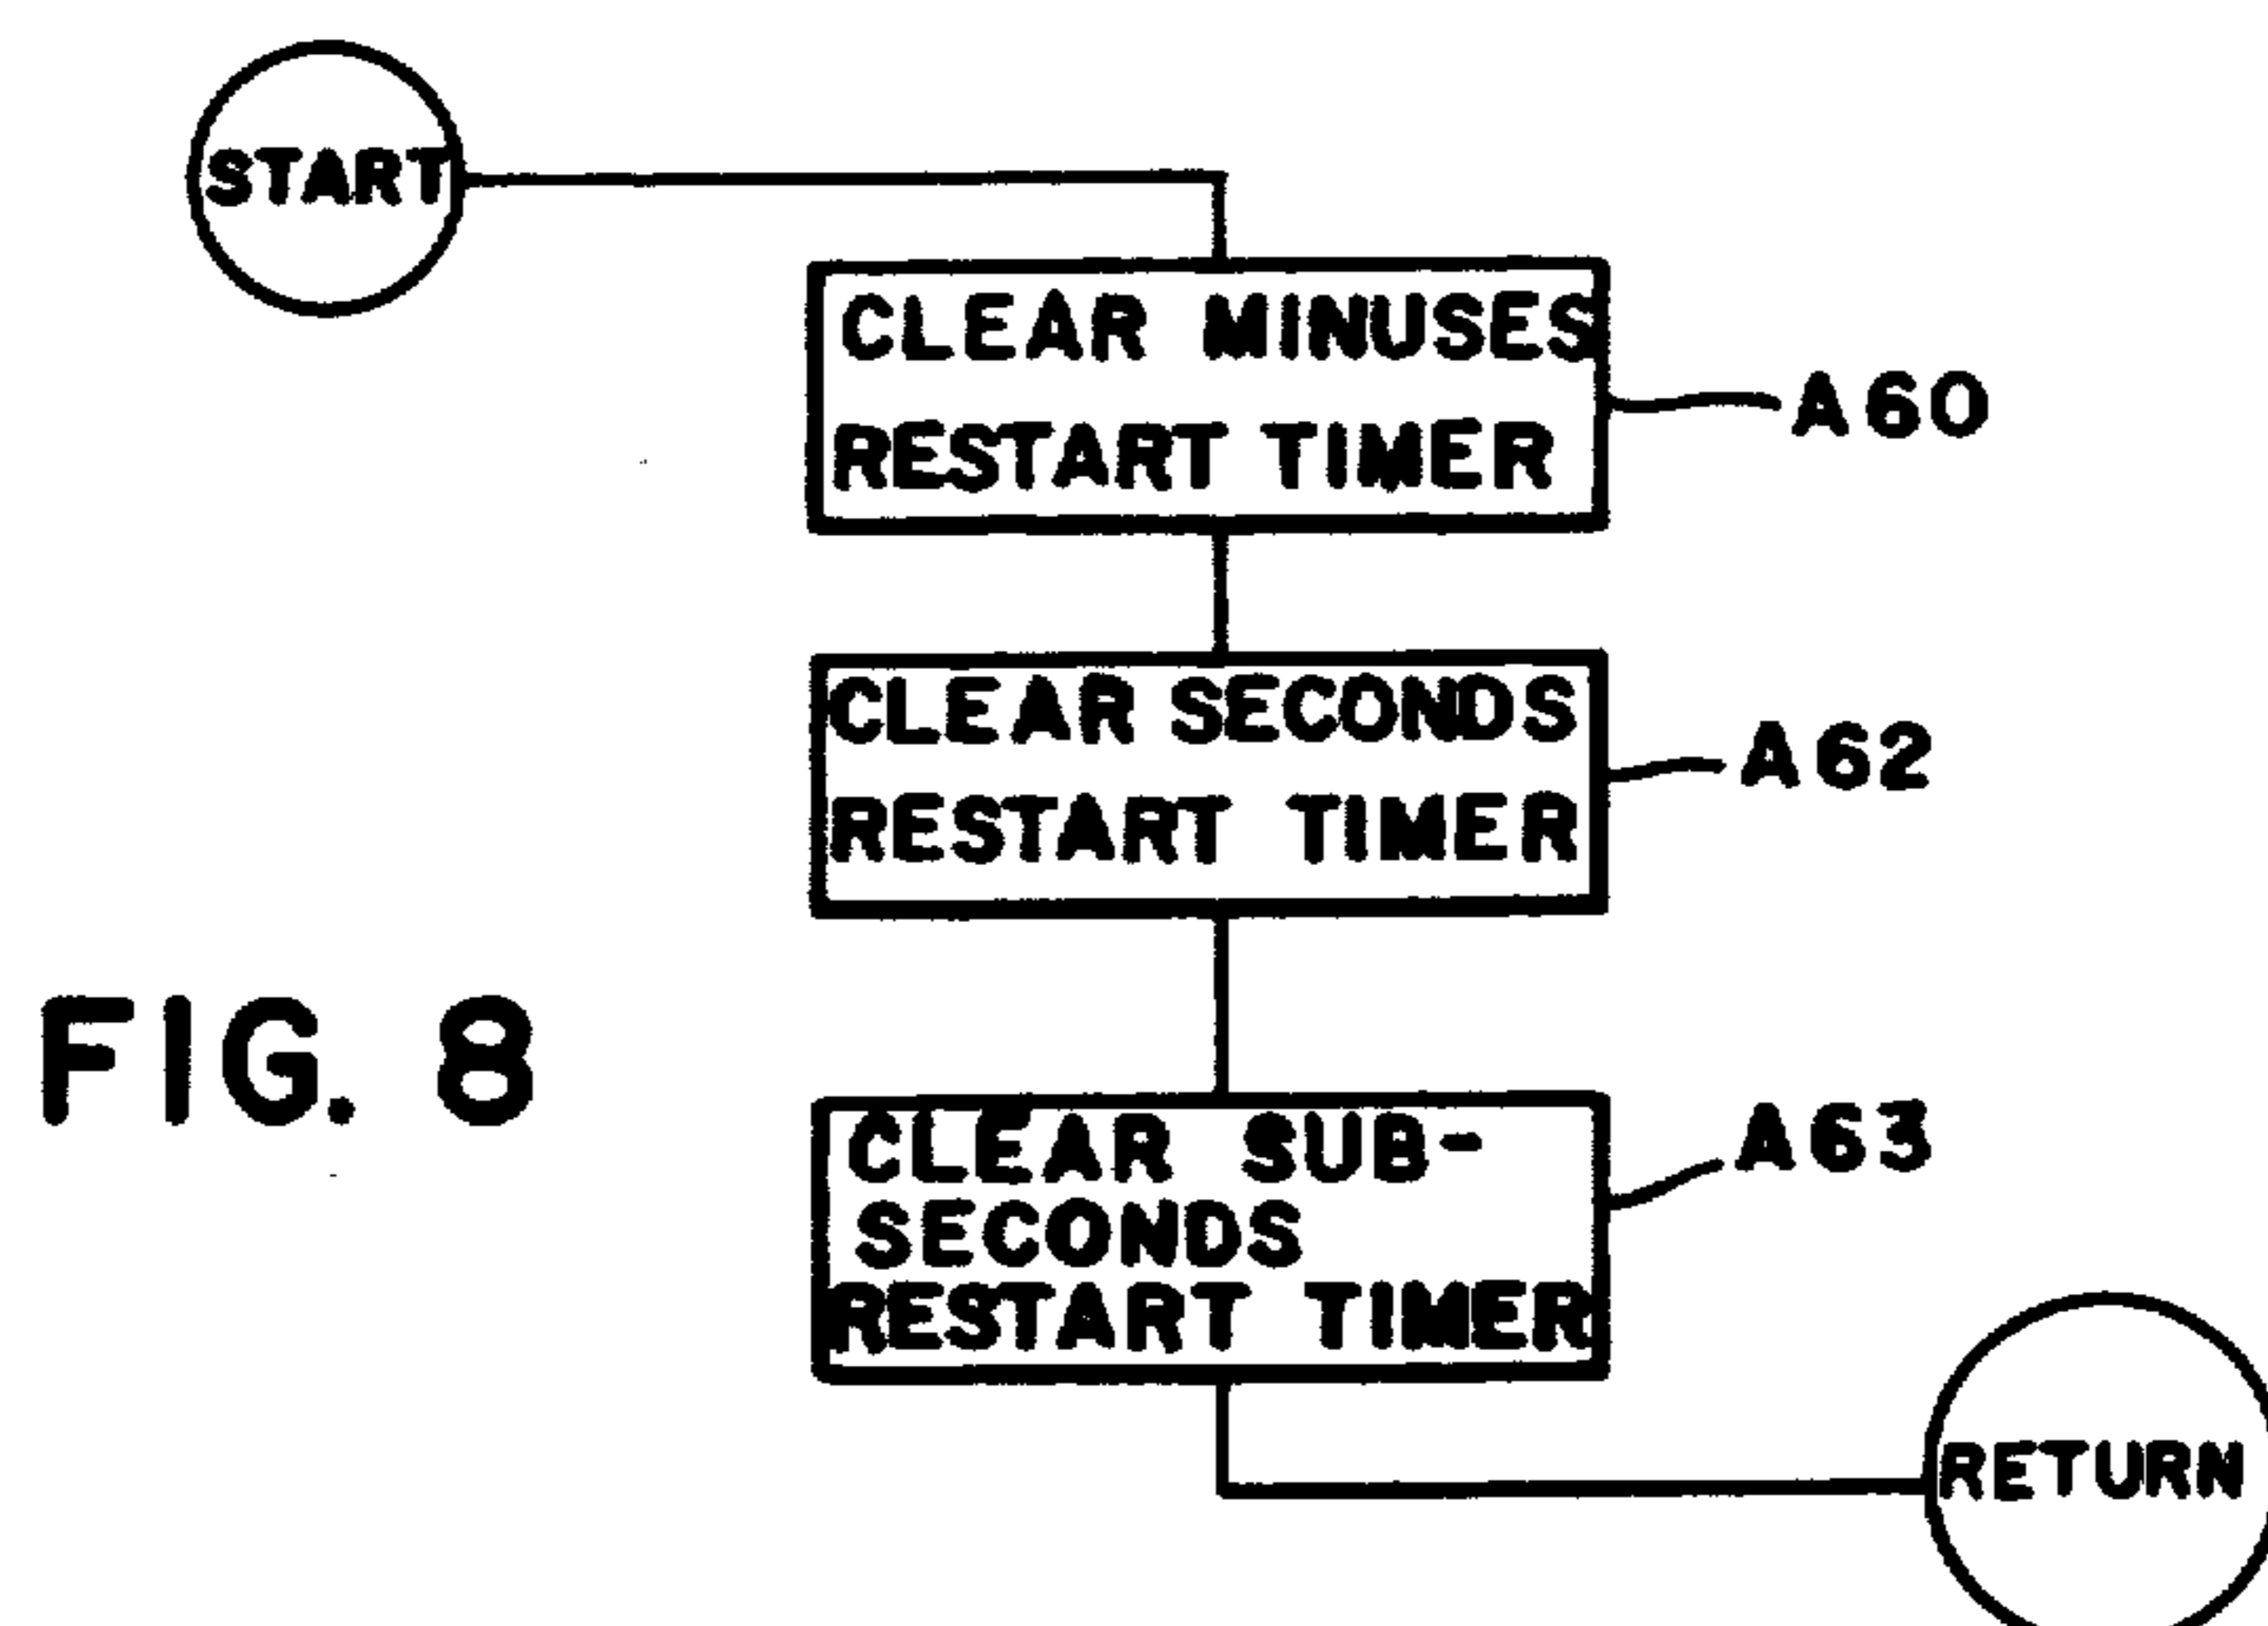 START
CLEAR MINUSES
RESTART TIMER
A60
CLEAR SECONDS
RESTART TIMER
A62
FIG. 8
CLEAR SUB-
SECONDS
RESTART TIMER
A63
RETURN